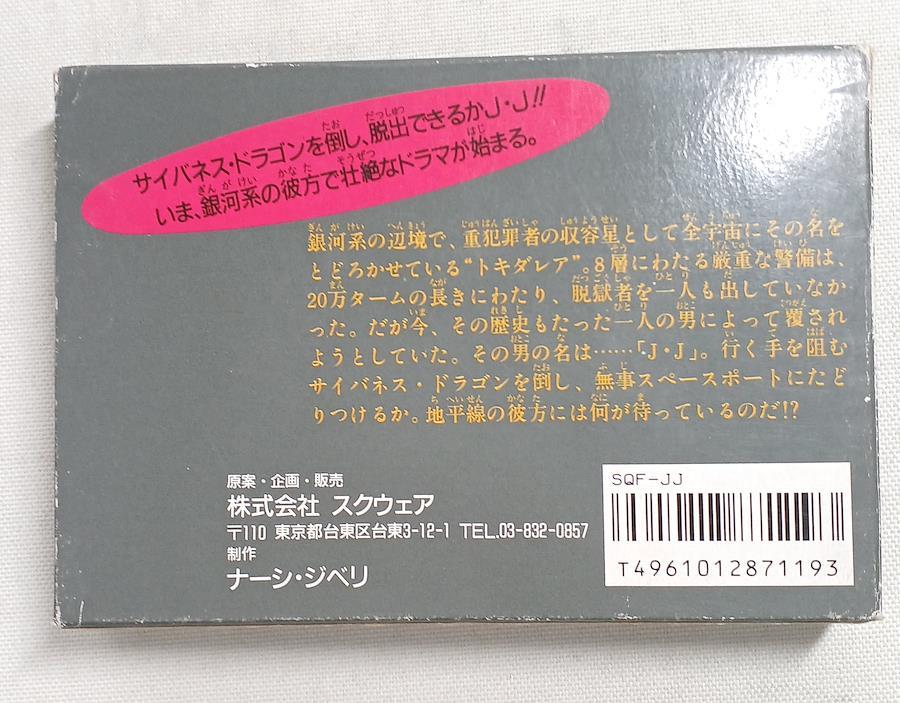 サイバネス・ドラゴンを倒し、脱出できるかJ・J!!
いま、銀河系の彼方で壮絶なドラマが始まる。
銀河系の辺境で、重犯罪者の収容星として全宇宙にその名を
とどろかせている“トキダレア”。8層にわたる厳重な警備は、
20万タームの長きにわたり、脱獄者を一人も出していなか
った。だが今、その歴史もたった一人の男によって覆され
ようとしていた。その男の名は……「J・J」。行く手を阻む
サイバネス・ドラゴンを倒し、無事スペースポートにたど
りつけるか。地平線の彼方には何が待っているのだ!?
原案・企画・販売
株式会社 スクウェア
〒110 東京都台東区台東3-12-1 TEL.03-832-0857
制作
ナーシ・ジベリ
SQF-JJ
T4961012871193